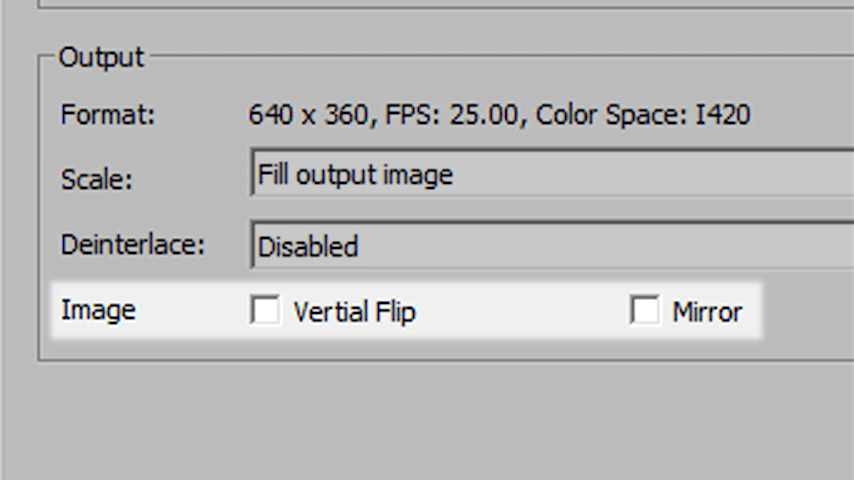 Output
Format: 640 x 360, FPS: 25.00, Color Space: I420
Scale: Fill output image
Deinterlace: Disabled
Image Vertial Flip Mirror